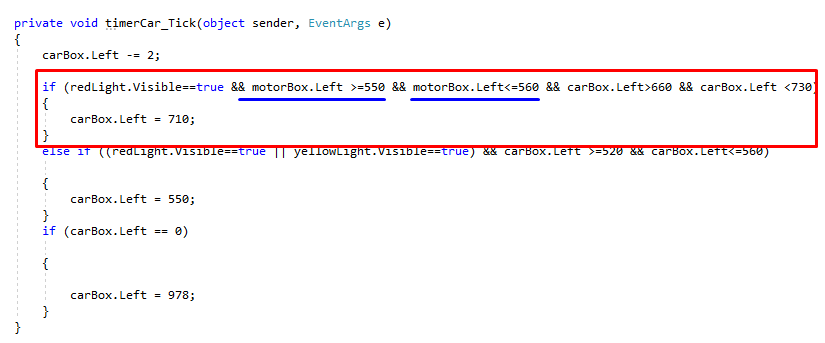 private void timerCar_Tick(object sender, EventArgs e)
{
carBox.Left -= 2;
if (redLight.Visible==true && motorBox.Left >=550 && motorBox.Left<=560 && carBox.Left>660 && carBox.Left <730)
{
carBox.Left = 710;
}
else if ((redLight.Visible==true || yellowLight.Visible==true) && carBox.Left >=520 && carBox.Left<=560)
{
carBox.Left = 550;
}
if (carBox.Left == 0)
{
carBox.Left = 978;
}
}